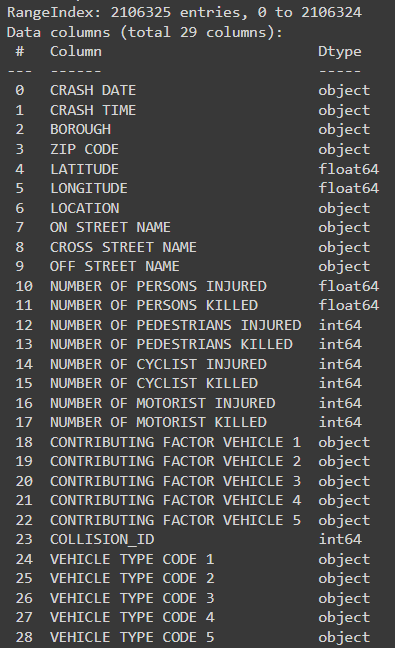 RangeIndex: 2106325 entries, 0 to 2106324
Data columns (total 29 columns):
 #   Column                         Dtype
---  ------                         -----
 0   CRASH DATE                     object
 1   CRASH TIME                     object
 2   BOROUGH                        object
 3   ZIP CODE                       object
 4   LATITUDE                       float64
 5   LONGITUDE                      float64
 6   LOCATION                       object
 7   ON STREET NAME                 object
 8   CROSS STREET NAME              object
 9   OFF STREET NAME                object
 10  NUMBER OF PERSONS INJURED      float64
 11  NUMBER OF PERSONS KILLED       float64
 12  NUMBER OF PEDESTRIANS INJURED  int64
 13  NUMBER OF PEDESTRIANS KILLED   int64
 14  NUMBER OF CYCLIST INJURED      int64
 15  NUMBER OF CYCLIST KILLED       int64
 16  NUMBER OF MOTORIST INJURED     int64
 17  NUMBER OF MOTORIST KILLED      int64
 18  CONTRIBUTING FACTOR VEHICLE 1  object
 19  CONTRIBUTING FACTOR VEHICLE 2  object
 20  CONTRIBUTING FACTOR VEHICLE 3  object
 21  CONTRIBUTING FACTOR VEHICLE 4  object
 22  CONTRIBUTING FACTOR VEHICLE 5  object
 23  COLLISION_ID                   int64
 24  VEHICLE TYPE CODE 1            object
 25  VEHICLE TYPE CODE 2            object
 26  VEHICLE TYPE CODE 3            object
 27  VEHICLE TYPE CODE 4            object
 28  VEHICLE TYPE CODE 5            object